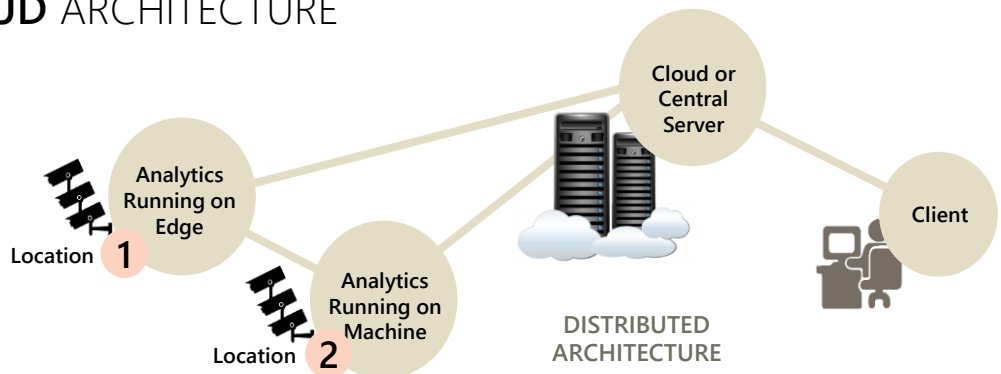 ARCHITECTURE
Cloud or
Central
Server
Analytics
Running on
Edge
Client
Location 1
Analytics
Running on
Machine
DISTRIBUTED
ARCHITECTURE
Location 2